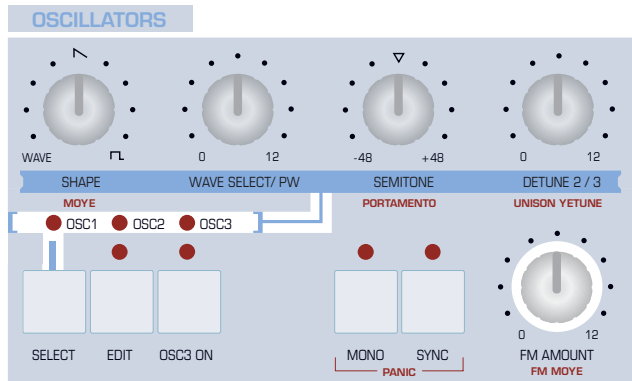 OSCILLATORS
WAVE 0 12 -48 +48 0 12
SHAPE WAVE SELECT/ PW SEMITONE DETUNE 2 / 3
MOYE PORTAMENTO UNISON YETUNE
OSC1 OSC2 OSC3
0 12
SELECT EDIT OSC3 ON MONO SYNC FM AMOUNT
PANIC FM MOYE